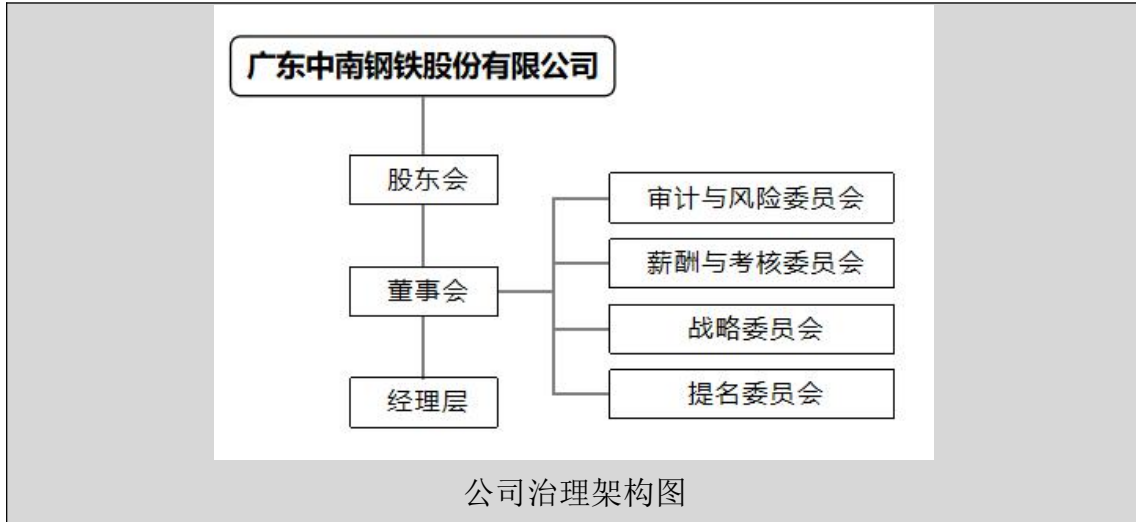 广东中南钢铁股份有限公司
股东会
审计与风险委员会
薪酬与考核委员会
董事会
战略委员会
提名委员会
经理层
公司治理架构图